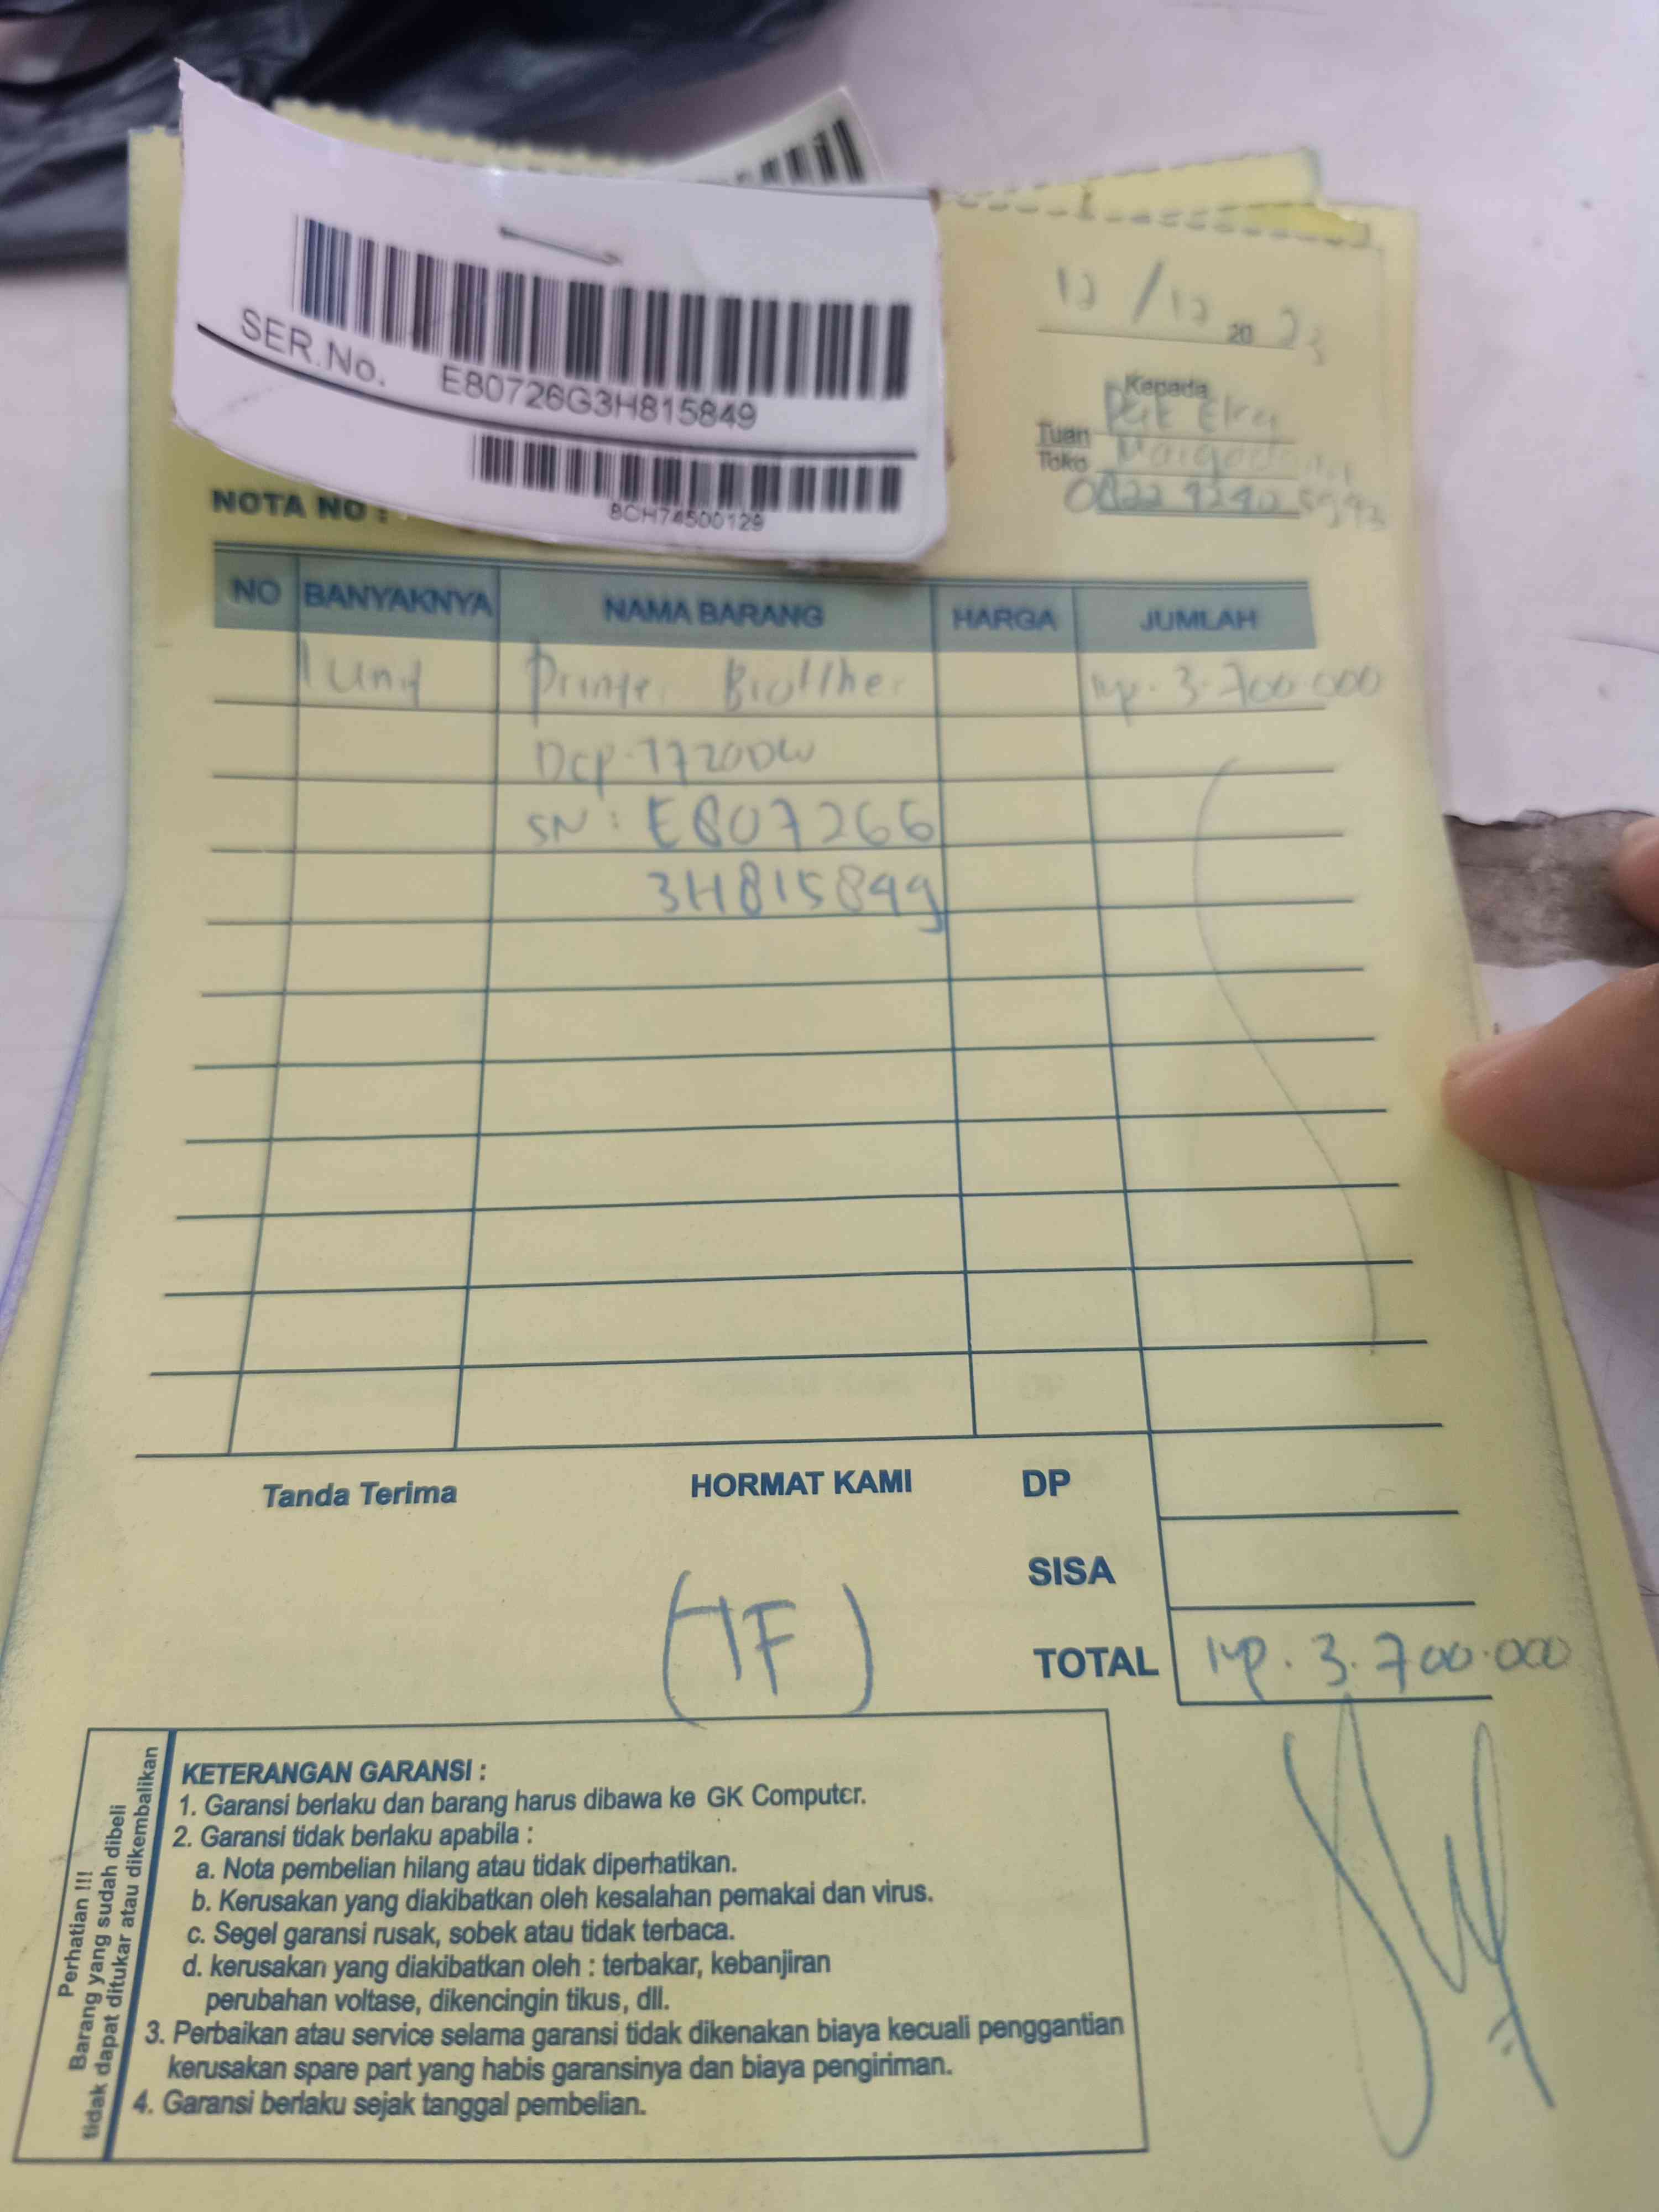 SER.No. E80726G3H815849
8CH74500129
12/12 20 23
Kepada
Tuan Pak
Toko
NOTA NO :
NO BANYAKNYA NAMA BARANG HARGA JUMLAH
1 Unit Printer Brother Rp. 3.700.000
Dcp-T720DW
SN : E80726G
3H815849
Tanda Terima HORMAT KAMI DP
SISA
(TF)
TOTAL Rp. 3.700.000
Perhatian !!!
Barang yang sudah dibeli
tidak dapat ditukar atau dikembalikan
KETERANGAN GARANSI :
1. Garansi berlaku dan barang harus dibawa ke GK Computer.
2. Garansi tidak berlaku apabila :
a. Nota pembelian hilang atau tidak diperhatikan.
b. Kerusakan yang diakibatkan oleh kesalahan pemakai dan virus.
c. Segel garansi rusak, sobek atau tidak terbaca.
d. kerusakan yang diakibatkan oleh : terbakar, kebanjiran
perubahan voltase, dikencingin tikus, dll.
3. Perbaikan atau service selama garansi tidak dikenakan biaya kecuali penggantian
kerusakan spare part yang habis garansinya dan biaya pengiriman.
4. Garansi berlaku sejak tanggal pembelian.